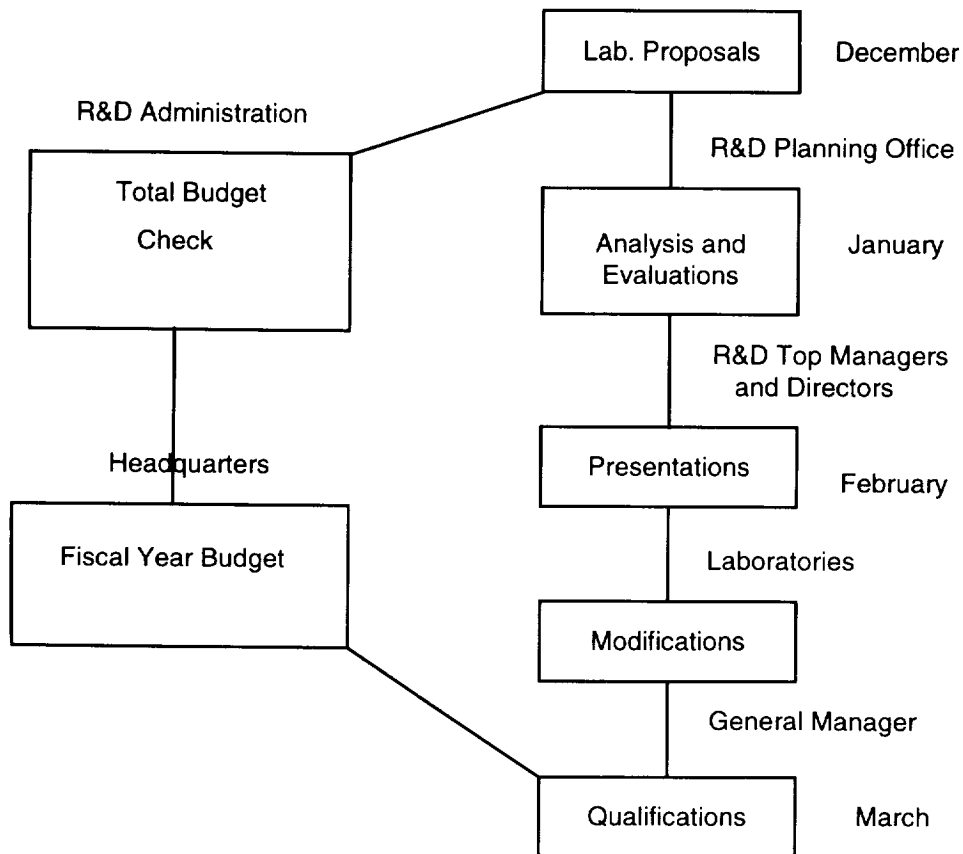 Lab. Proposals
December
R&D Administration
R&D Planning Office
Total Budget
Check
Analysis and
Evaluations
January
R&D Top Managers
and Directors
Headquarters
Presentations
February
Fiscal Year Budget
Laboratories
Modifications
General Manager
Qualifications
March